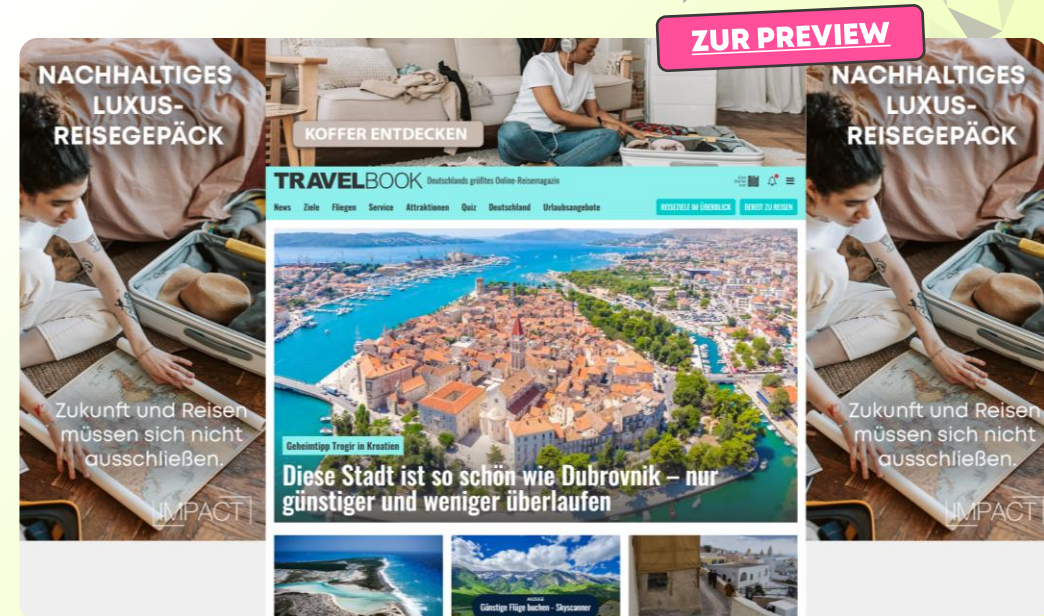 ZUR PREVIEW
NACHHALTIGES
LUXUS-
REISEGEPÄCK
Zukunft und Reisen
müssen sich nicht
ausschließen.
IMPACT
KOFFER ENTDECKEN
TRAVELBOOK Deutschlands größtes Online-Reisemagazin
News Ziele Fliegen Service Attraktionen Quiz Deutschland Urlaubsangebote REISEZIELE IM ÜBERBLICK BEREIT ZU REISEN
Geheimtipp Trogir in Kroatien
Diese Stadt ist so schön wie Dubrovnik – nur
günstiger und weniger überlaufen
ANZEIGE
Günstige Flüge buchen - Skyscanner
NACHHALTIGES
LUXUS-
REISEGEPÄCK
Zukunft und Reisen
müssen sich nicht
ausschließen.
IMPACT